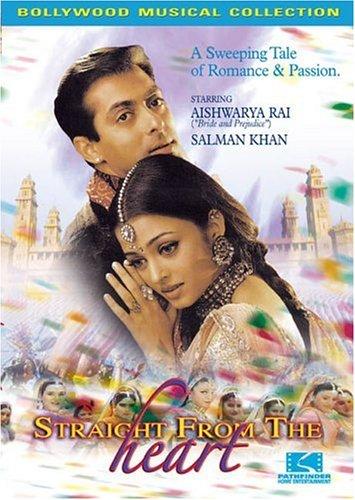 BOLLYWOOD MUSICAL COLLECTION
A Sweeping Tale
of Romance & Passion.
STARRING
AISHWARYA RAI
("Bride and Prejudice")
SALMAN KHAN
STRAIGHT FROM THE
heart
PATHFINDER
HOME ENTERTAINMENT